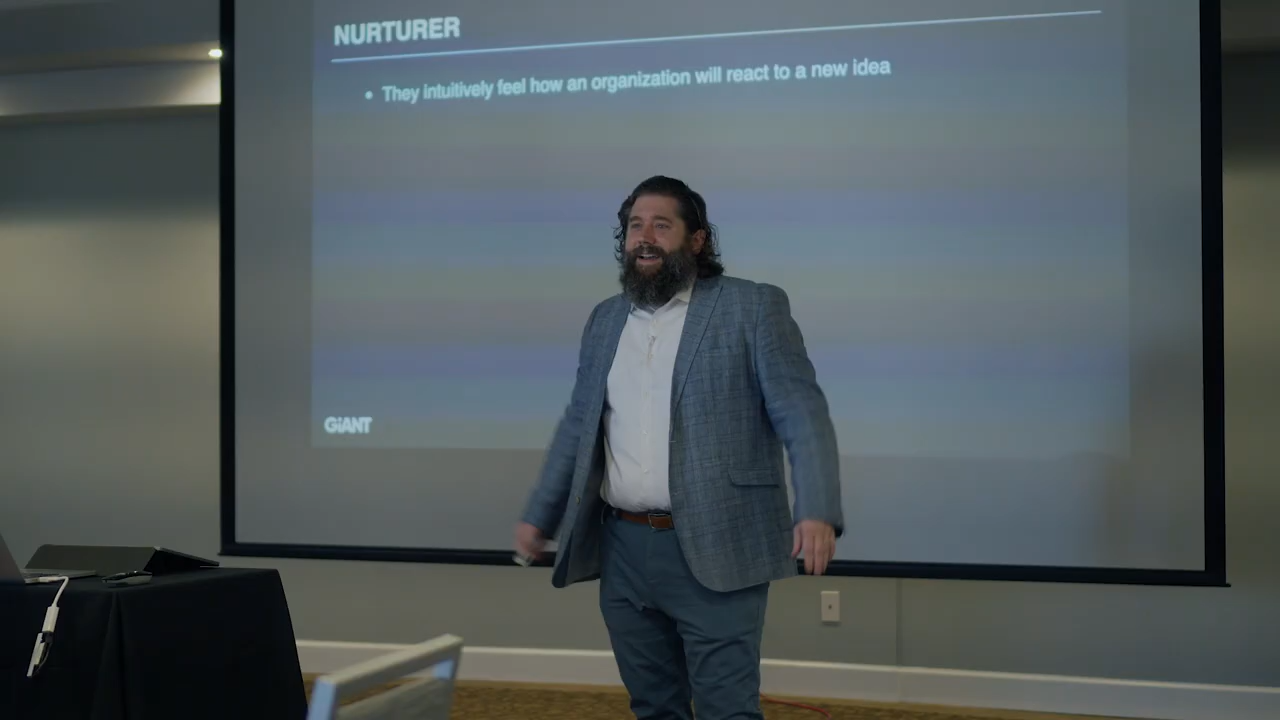 NURTURER
• They intuitively feel how an organization will react to a new idea
GiANT